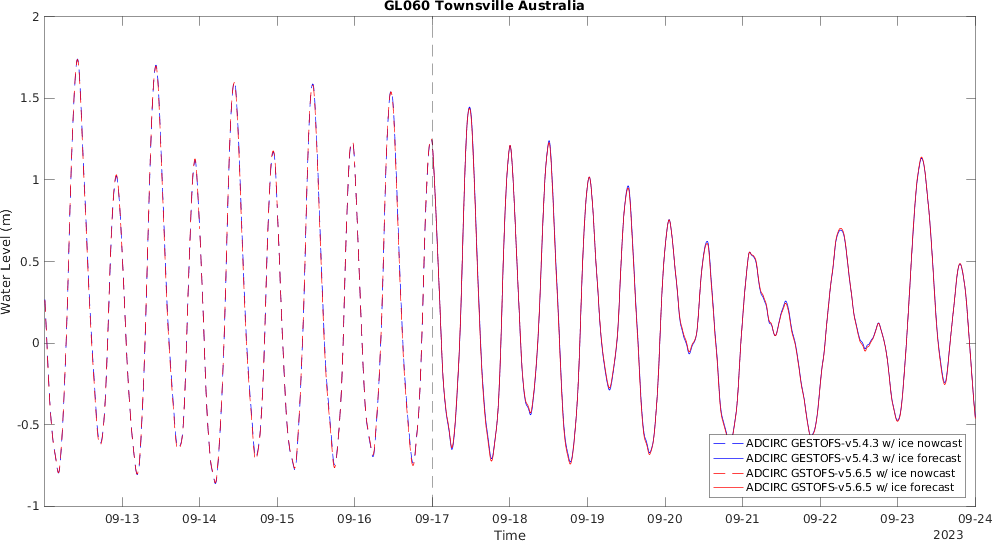 GL060 Townsville Australia
2
1.5
1
0.5
0
-0.5
-1
Water Level (m)
ADCIRC GESTOFS-v5.4.3 w/ ice nowcast
ADCIRC GESTOFS-v5.4.3 w/ ice forecast
ADCIRC GSTOFS-v5.6.5 w/ ice nowcast
ADCIRC GSTOFS-v5.6.5 w/ ice forecast
09-13 09-14 09-15 09-16 09-17 09-18 09-19 09-20 09-21 09-22 09-23 09-24
Time
2023